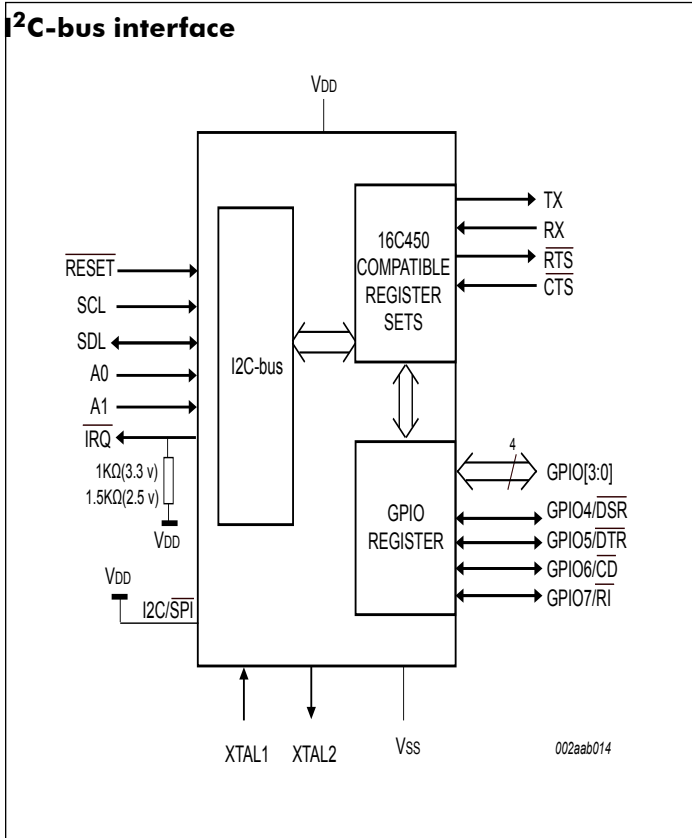 I²C-bus interface
VDD
RESET
SCL
SDL
A0
A1
IRQ
1KΩ(3.3 v)
1.5KΩ(2.5 v)
VDD
VDD
I2C/SPI
I2C-bus
16C450
COMPATIBLE
REGISTER
SETS
GPIO
REGISTER
TX
RX
RTS
CTS
4
GPIO[3:0]
GPIO4/DSR
GPIO5/DTR
GPIO6/CD
GPIO7/RI
XTAL1
XTAL2
VSS
002aab014